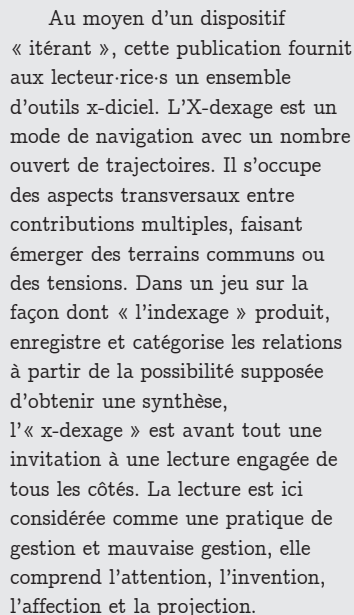 Au moyen d’un dispositif
« itérant », cette publication fournit
aux lecteur·rice·s un ensemble
d’outils x-diciel. L’X-dexage est un
mode de navigation avec un nombre
ouvert de trajectoires. Il s’occupe
des aspects transversaux entre
contributions multiples, faisant
émerger des terrains communs ou
des tensions. Dans un jeu sur la
façon dont « l’indexage » produit,
enregistre et catégorise les relations
à partir de la possibilité supposée
d’obtenir une synthèse,
l’« x-dexage » est avant tout une
invitation à une lecture engagée de
tous les côtés. La lecture est ici
considérée comme une pratique de
gestion et mauvaise gestion, elle
comprend l’attention, l’invention,
l’affection et la projection.